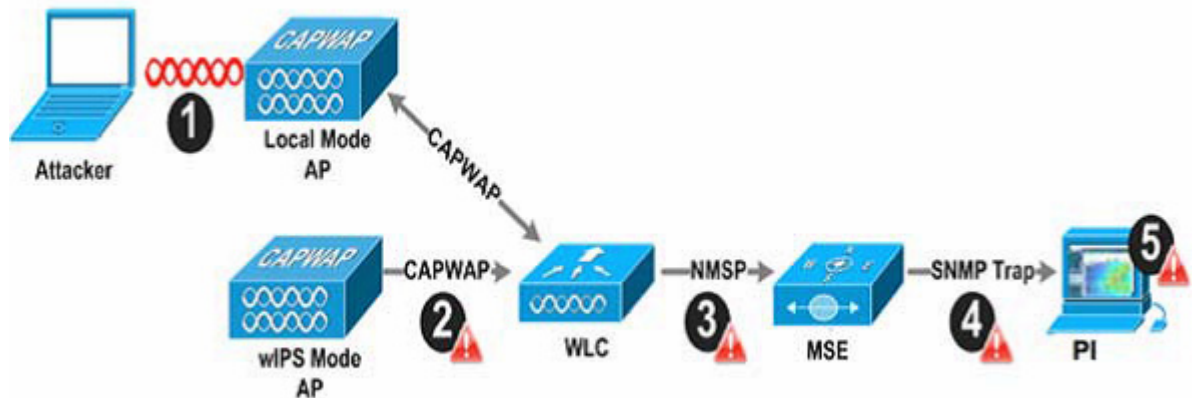 CAPWAP
1
Attacker
Local Mode
AP
CAPWAP
CAPWAP
wIPS Mode
AP
CAPWAP
2
WLC
NMSP
3
N
W
E
S
MSE
SNMP Trap
4
5
PI